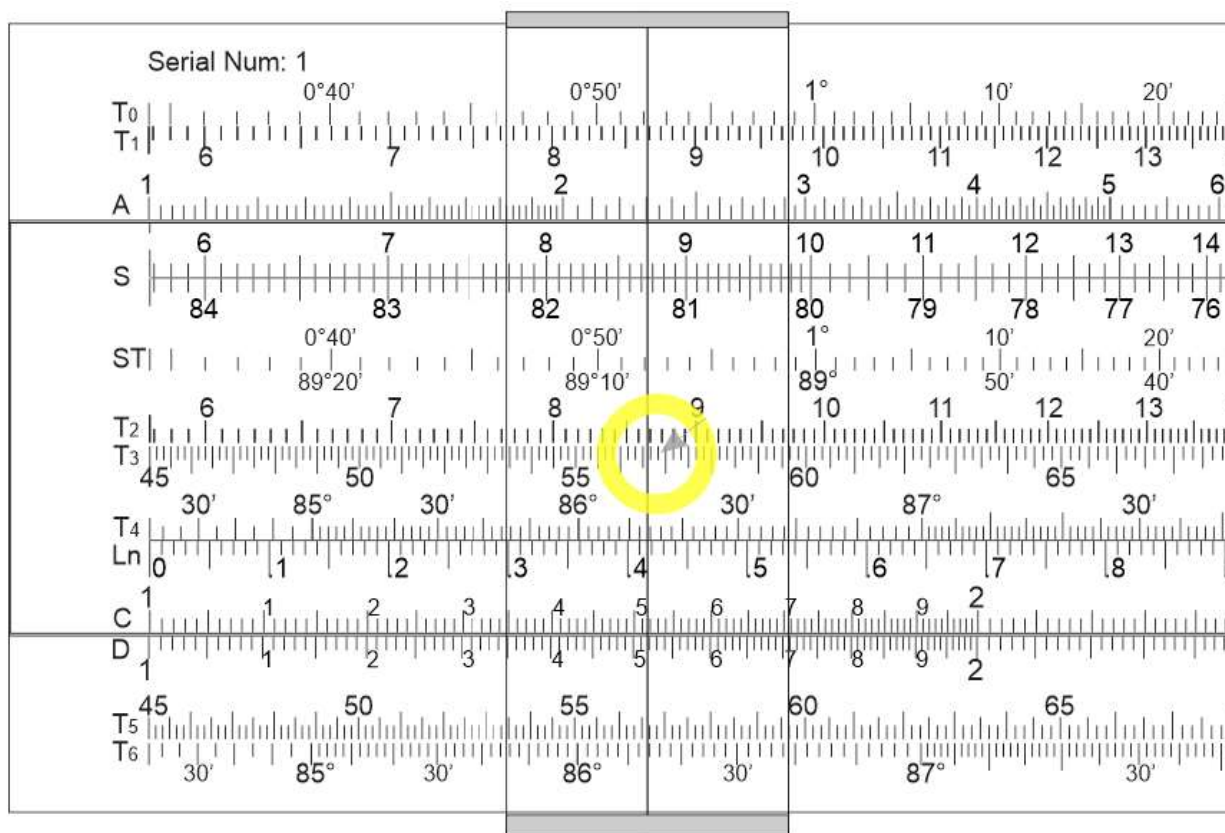 Serial Num: 1
T0 0°40' 0°50' 1° 10' 20'
T1 6 7 8 9 10 11 12 13
1 2 3 4 5 6
A
6 7 8 9 10 11 12 13 14
S
84 83 82 81 80 79 78 77 76
0°40' 0°50' 1° 10' 20'
ST
89°20' 89°10' 89° 50' 40'
6 7 8 9 10 11 12 13
T2
T3
45 50 55 60 65
30' 85° 30' 86° 30' 87° 30'
T4
Ln
0 .1 .2 .3 .4 .5 .6 .7 .8
1 1 2 3 4 5 6 7 8 9 2
C
D
1 1 2 3 4 5 6 7 8 9 2
45 50 55 60 65
T5
T6
30' 85° 30' 86° 30' 87° 30'